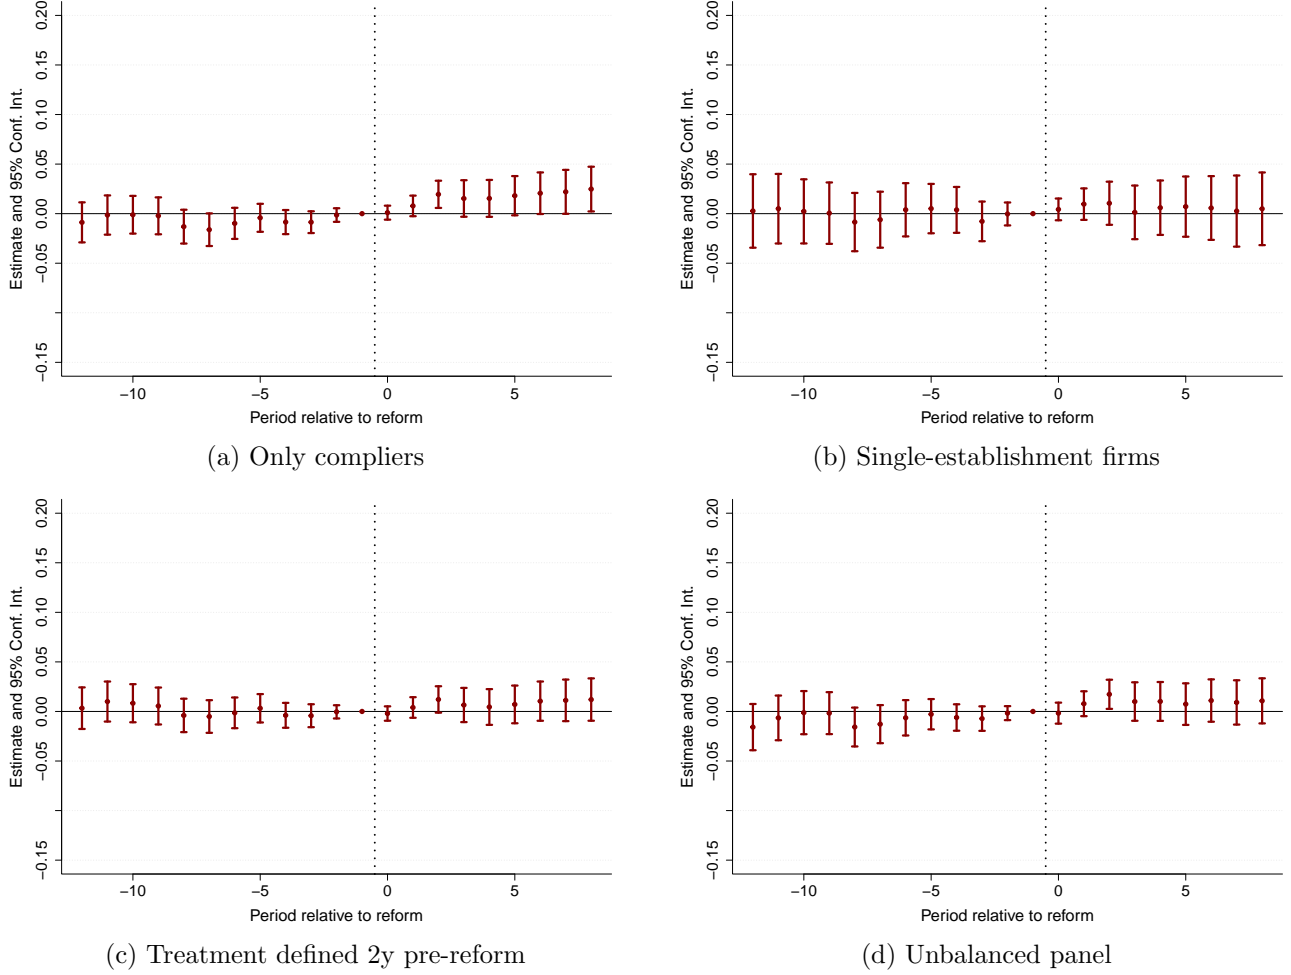 0.20
0.15
0.10
0.05
0.00
−0.05
−0.15
Estimate and 95% Conf. Int.
−10 −5 0 5
Period relative to reform
(a) Only compliers
0.20
0.15
0.10
0.05
0.00
−0.05
−0.15
Estimate and 95% Conf. Int.
−10 −5 0 5
Period relative to reform
(b) Single-establishment firms
0.20
0.15
0.10
0.05
0.00
−0.05
−0.15
Estimate and 95% Conf. Int.
−10 −5 0 5
Period relative to reform
(c) Treatment defined 2y pre-reform
0.20
0.15
0.10
0.05
0.00
−0.05
−0.15
Estimate and 95% Conf. Int.
−10 −5 0 5
Period relative to reform
(d) Unbalanced panel